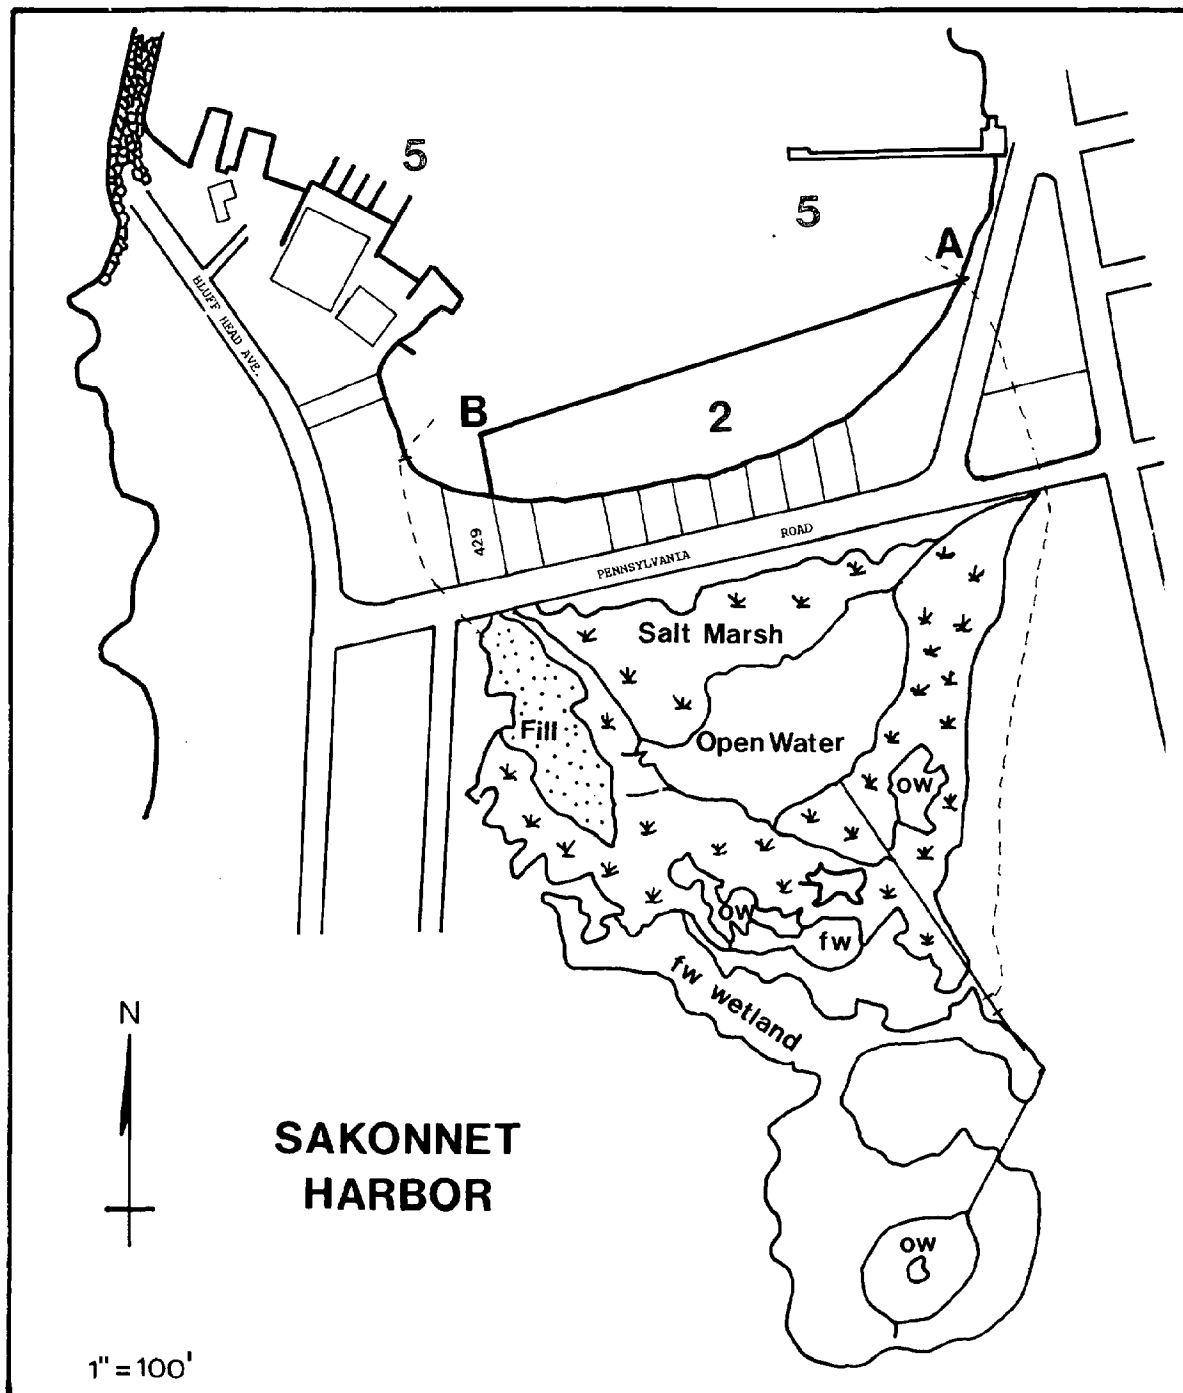 5
5
A
BLUFF HEAD AVE.
B
2
429
PENNSYLVANIA ROAD
Salt Marsh
Fill
Open Water
ow
ow
fw
fw wetland
N
SAKONNET
HARBOR
ow
1" = 100'